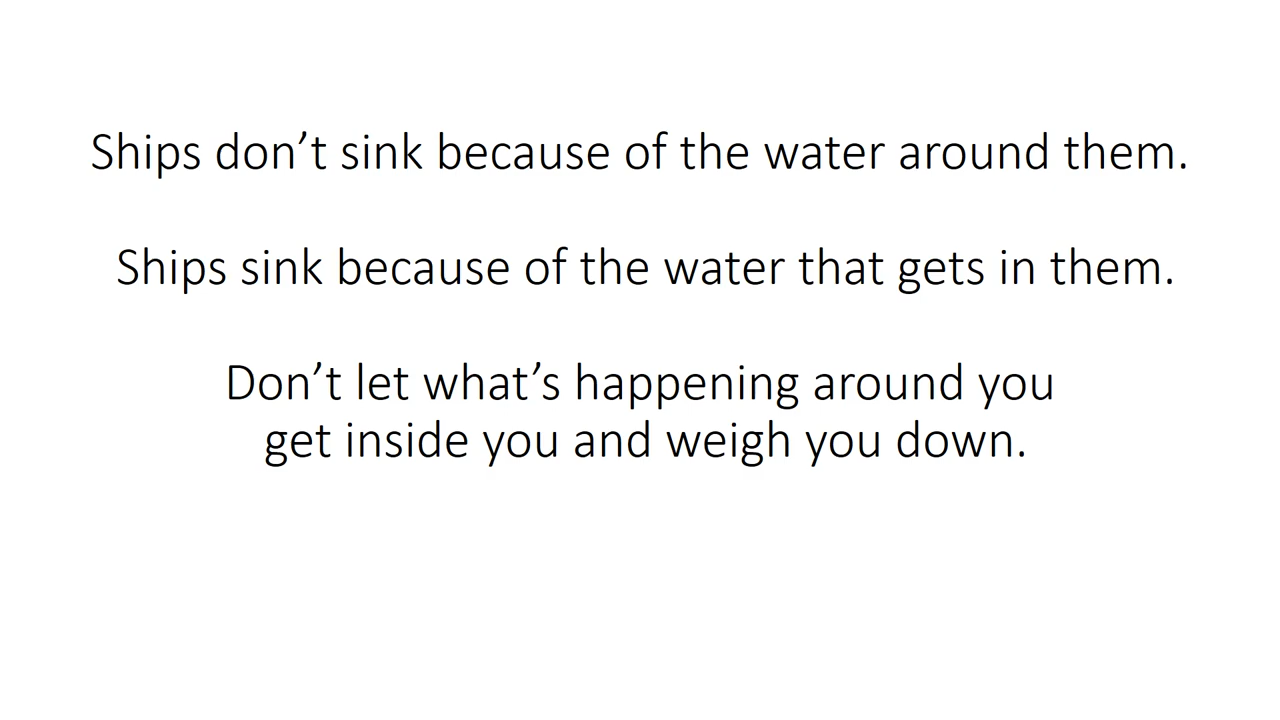 Ships don’t sink because of the water around them.
Ships sink because of the water that gets in them.
Don’t let what’s happening around you
get inside you and weigh you down.